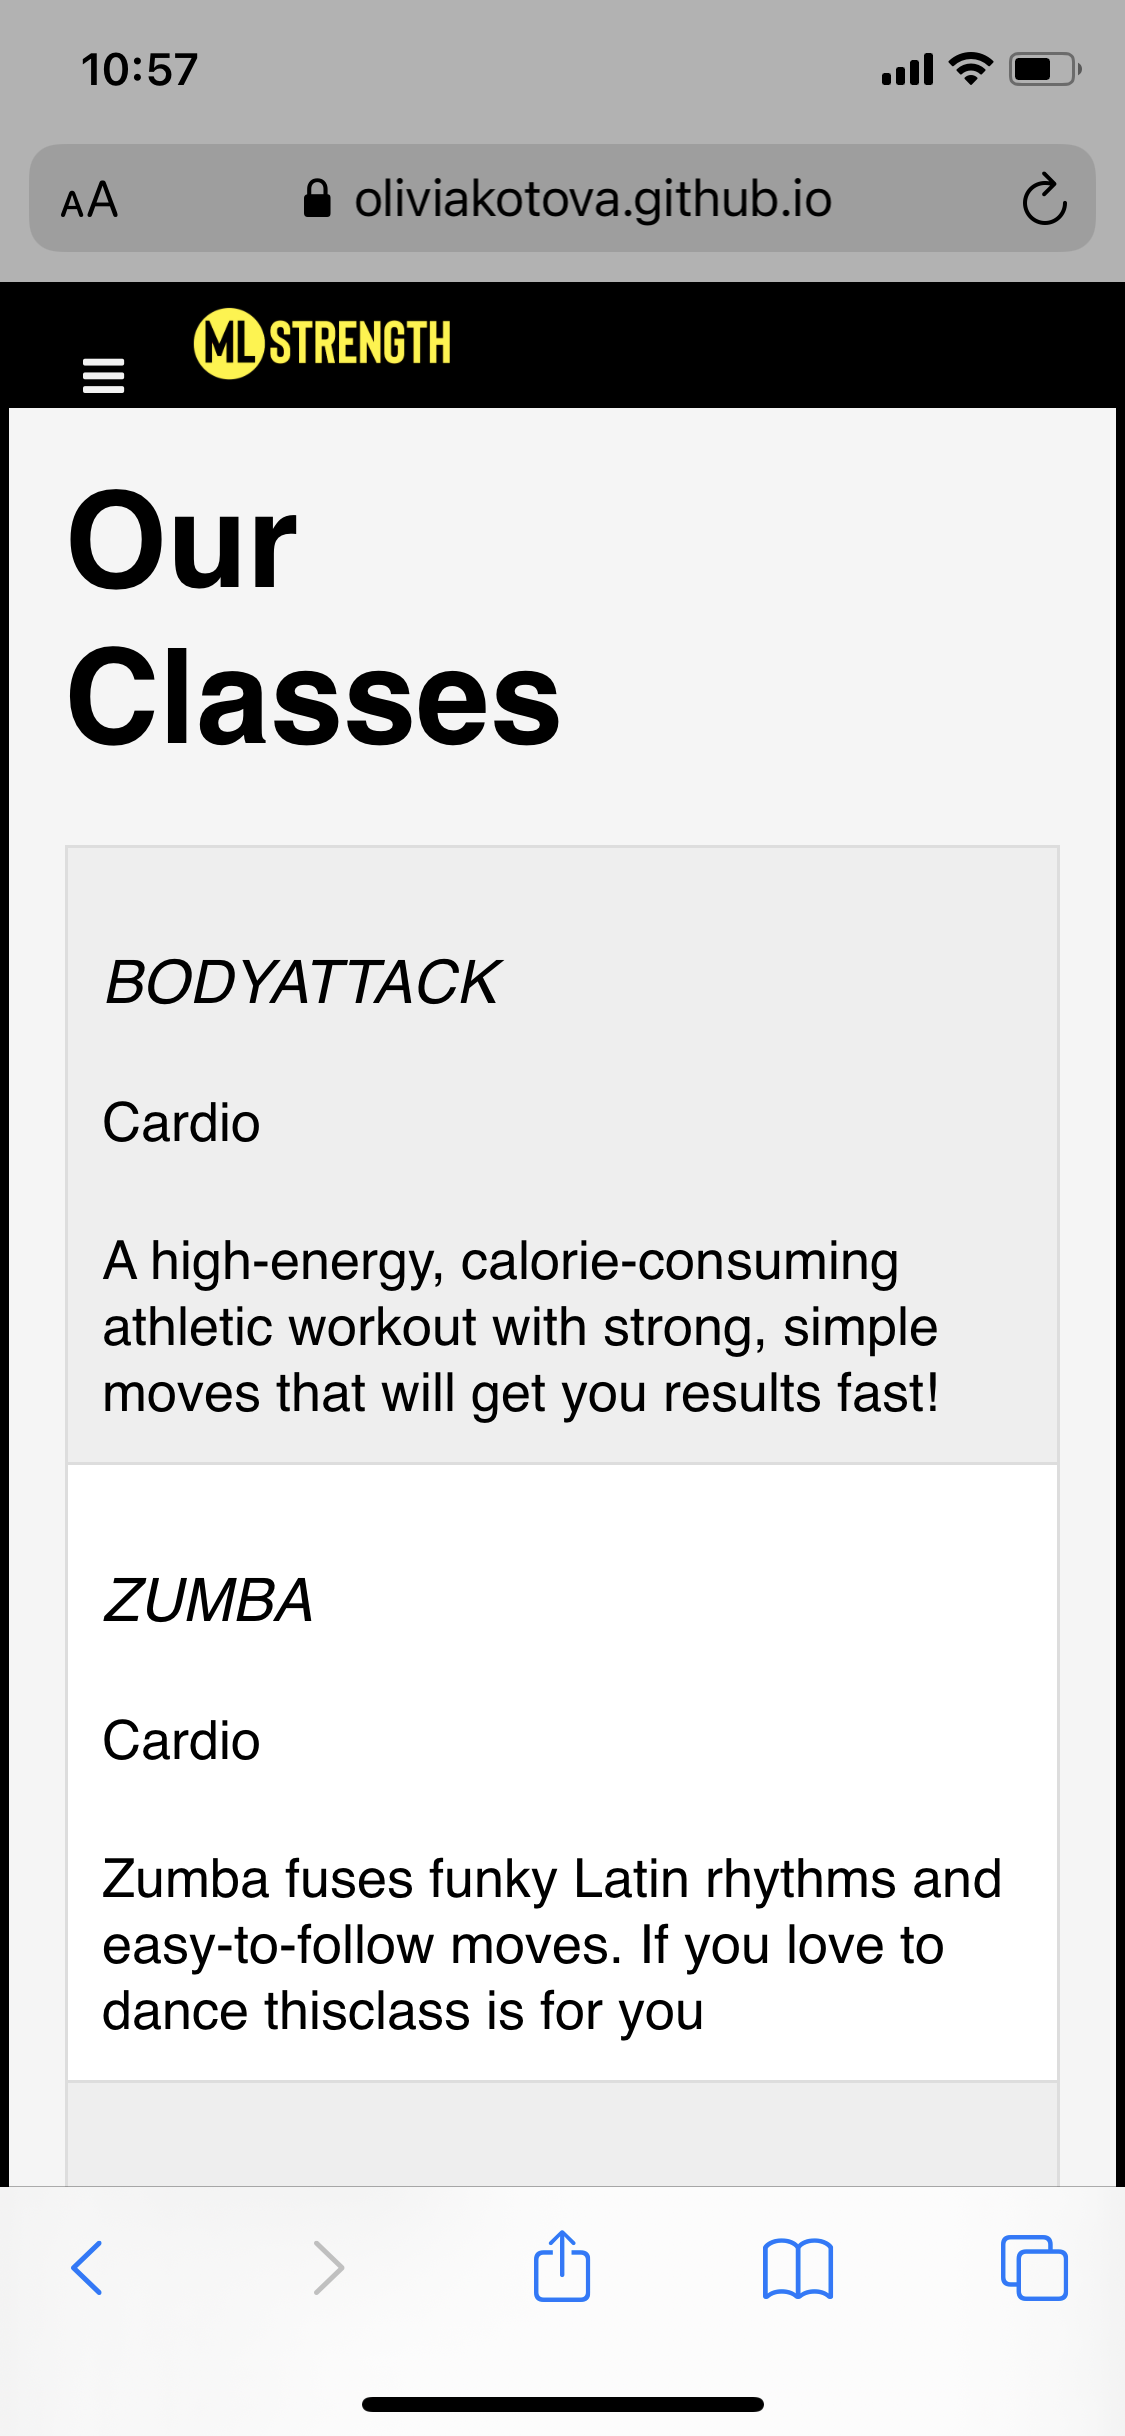 10:57
AA oliviakotova.github.io
ML STRENGTH
Our
Classes
BODYATTACK
Cardio
A high-energy, calorie-consuming
athletic workout with strong, simple
moves that will get you results fast!
ZUMBA
Cardio
Zumba fuses funky Latin rhythms and
easy-to-follow moves. If you love to
dance thisclass is for you